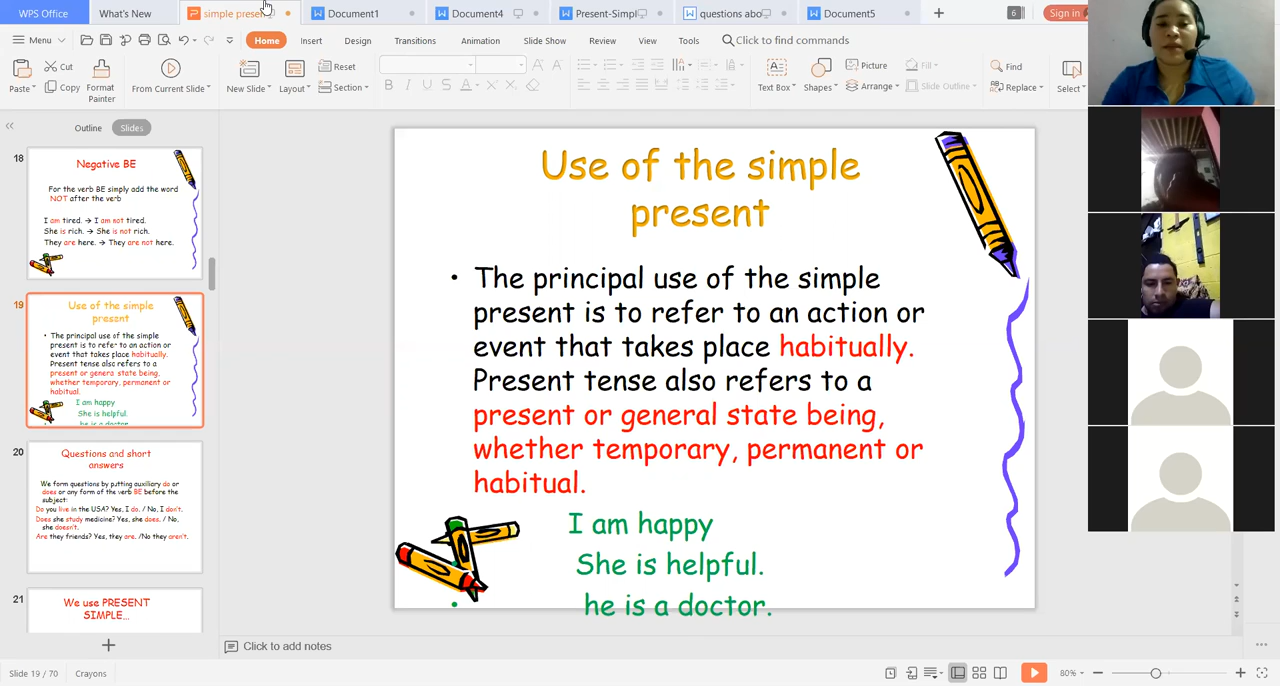 WPS Office What's New simple presen Document1 Document4 Present-Simpl questions abo Document5 + 6 Sign in
Menu Home Insert Design Transitions Animation Slide Show Review View Tools Click to find commands
Paste Cut Copy Format Painter From Current Slide New Slide Layout Reset Section B I U S A Text Box Shapes Picture Arrange Fill Slide Outline Find Replace Select
Outline Slides
18
Negative BE
For the verb BE simply add the word
NOT after the verb
I am tired. → I am not tired.
She is rich. → She is not rich.
They are here. → They are not here.
19
Use of the simple
present
• The principal use of the simple
present is to refer to an action or
event that takes place habitually.
Present tense also refers to a
present or general state being,
whether temporary, permanent or
habitual.
I am happy
She is helpful.
he is a doctor.
20
Questions and short
answers
We form questions by putting auxiliary do or
does or any form of the verb BE before the
subject:
Do you live in the USA? Yes, I do. / No, I don't.
Does she study medicine? Yes, she does. / No,
she doesn't.
Are they friends? Yes, they are. /No they aren't.
21
We use PRESENT
SIMPLE...
Use of the simple
present
• The principal use of the simple
present is to refer to an action or
event that takes place habitually.
Present tense also refers to a
present or general state being,
whether temporary, permanent or
habitual.
I am happy
She is helpful.
• he is a doctor.
Click to add notes
Slide 19 / 70 Crayons 80%